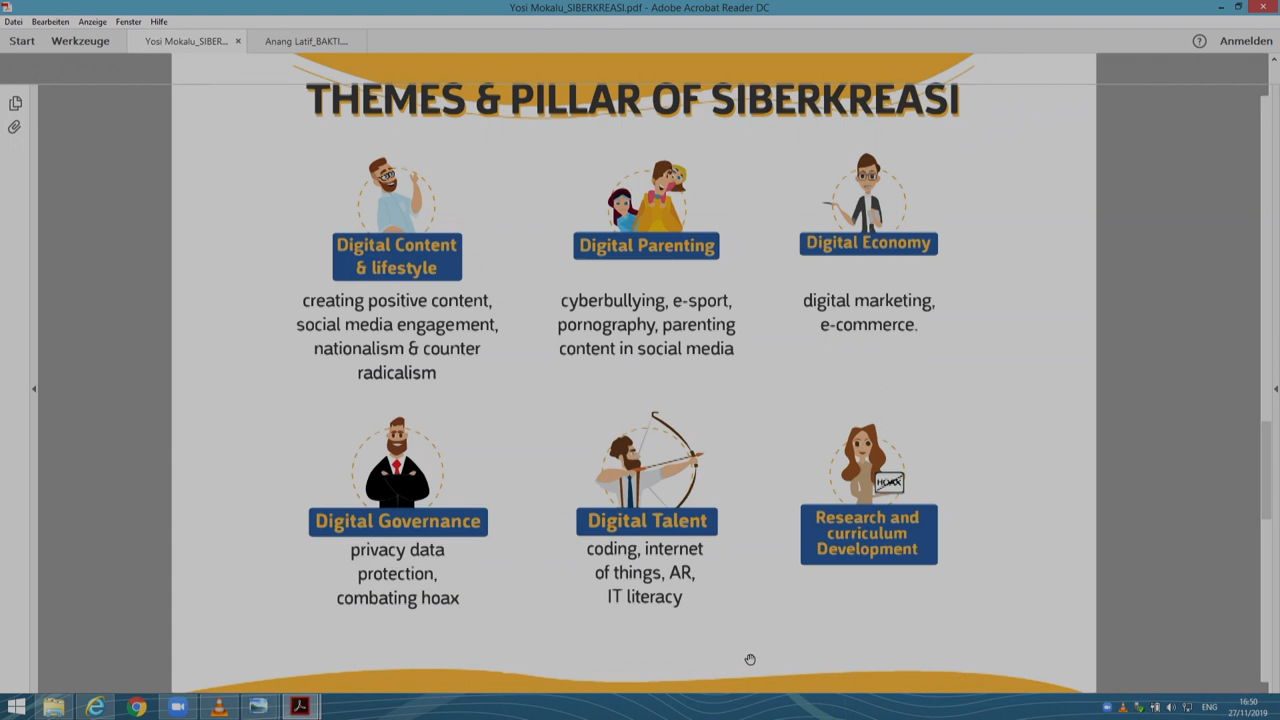 Yosi Mokalu_SIBERKREASI.pdf - Adobe Acrobat Reader DC
Datei Bearbeiten Anzeige Fenster Hilfe
Start Werkzeuge Yosi Mokalu_SIBER... × Anang Latif_BAKTI.... ? Anmelden
THEMES & PILLAR OF SIBERKREASI
Digital Content
& lifestyle
creating positive content,
social media engagement,
nationalism & counter
radicalism
Digital Parenting
cyberbullying, e-sport,
pornography, parenting
content in social media
Digital Economy
digital marketing,
e-commerce.
Digital Governance
privacy data
protection,
combating hoax
Digital Talent
coding, internet
of things, AR,
IT literacy
HOAX
Research and
curriculum
Development
ENG
16:50
27/11/2019